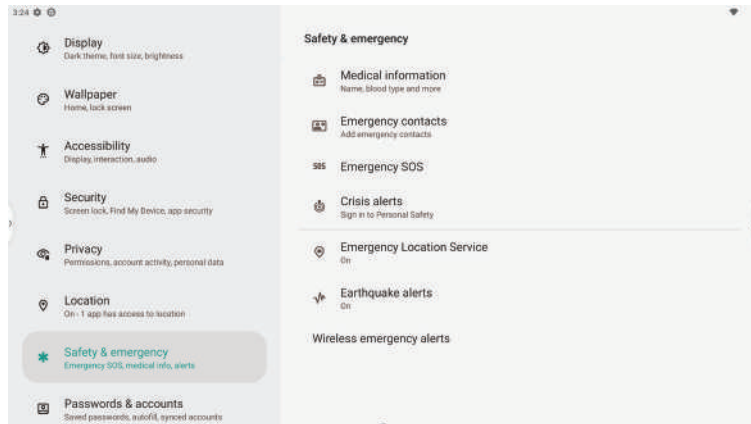 3:24
Display
Dark theme, font size, brightness
Wallpaper
Home, lock screen
Accessibility
Display, interaction, audio
Security
Screen lock, Find My Device, app security
Privacy
Permissions, account activity, personal data
Location
On - 1 app has access to location
Safety & emergency
Emergency SOS, medical info, alerts
Passwords & accounts
Saved passwords, autofill, synced accounts
Safety & emergency
Medical information
Name, blood type and more
Emergency contacts
Add emergency contacts
SOS Emergency SOS
Crisis alerts
Sign in to Personal Safety
Emergency Location Service
On
Earthquake alerts
On
Wireless emergency alerts